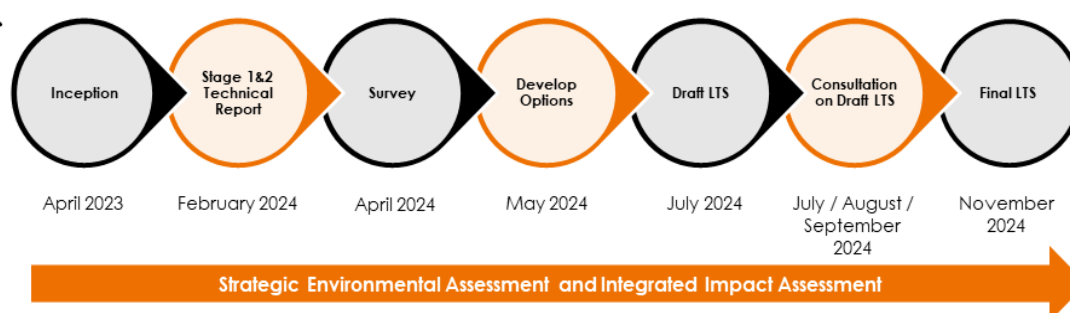 Inception
Stage 1&2
Technical
Report
Survey
Develop
Options
Draft LTS
Consultation
on Draft LTS
Final LTS
April 2023
February 2024
April 2024
May 2024
July 2024
July / August /
September
2024
November
2024
Strategic Environmental Assessment and Integrated Impact Assessment